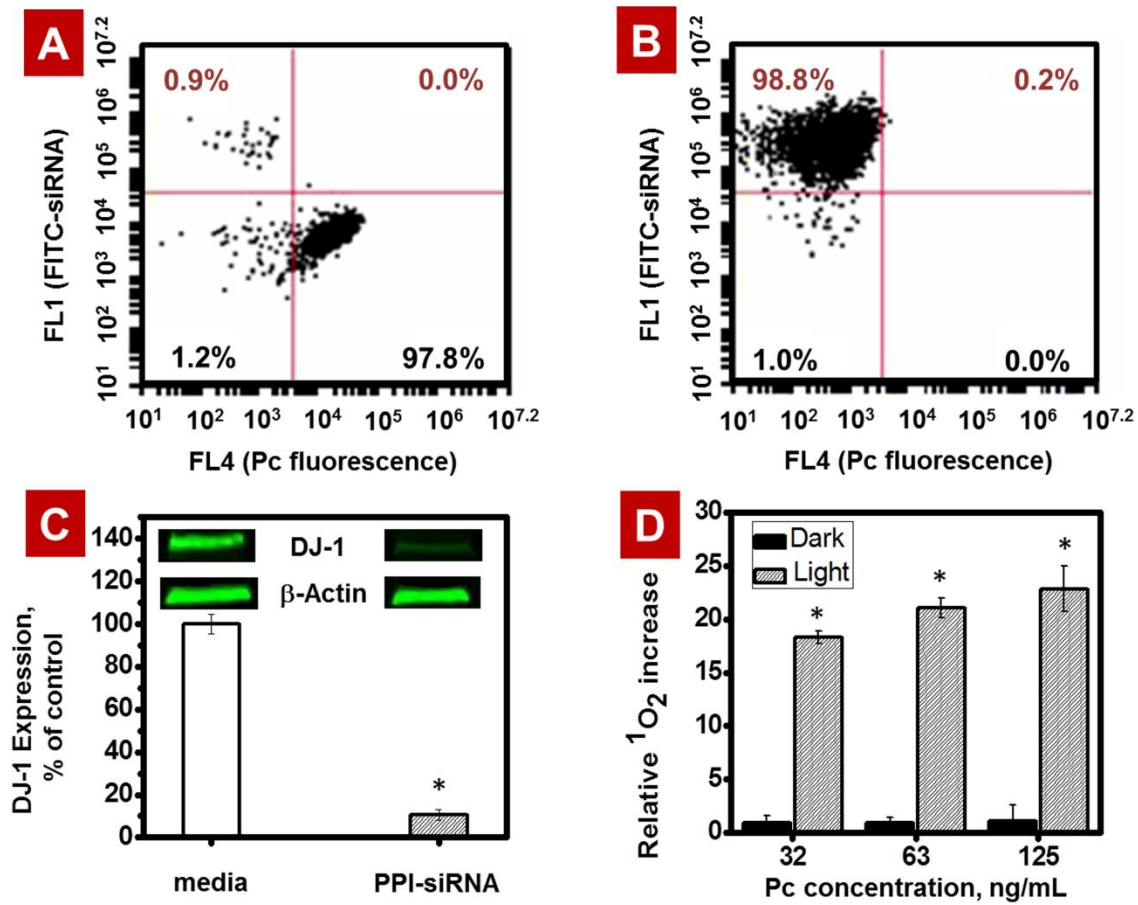 A
10^7.2
10^6
10^5
10^4
10^3
10^2
10^1
FL1 (FITC-siRNA)
0.9% 0.0%
1.2% 97.8%
10^1 10^2 10^3 10^4 10^5 10^6 10^7.2
FL4 (Pc fluorescence)
B
10^7.2
10^6
10^5
10^4
10^3
10^2
10^1
FL1 (FITC-siRNA)
98.8% 0.2%
1.0% 0.0%
10^1 10^2 10^3 10^4 10^5 10^6 10^7.2
FL4 (Pc fluorescence)
C
DJ-1 Expression,
% of control
140
120
100
80
60
40
20
0
DJ-1
β-Actin
*
media PPI-siRNA
D
Relative ¹O₂ increase
30
25
20
15
10
5
0
Dark
Light
* * *
32 63 125
Pc concentration, ng/mL